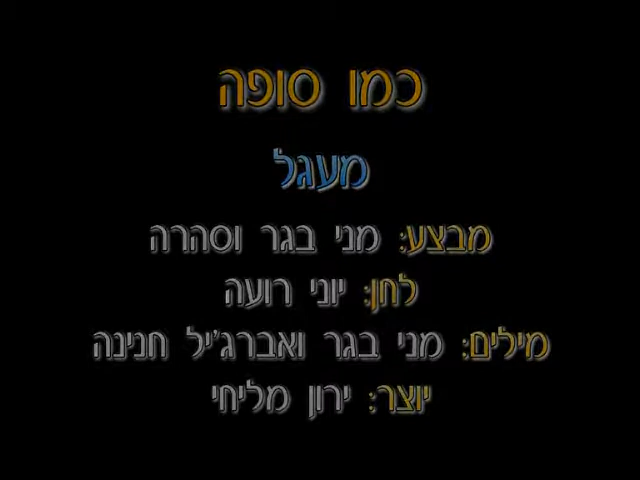 כמו סופה
מעגל
מבצע: מני בגר וסהרה
לחן: יוני רועה
מילים: מני בגר ואברג'יל חנינה
יוצר: ירון מליחי